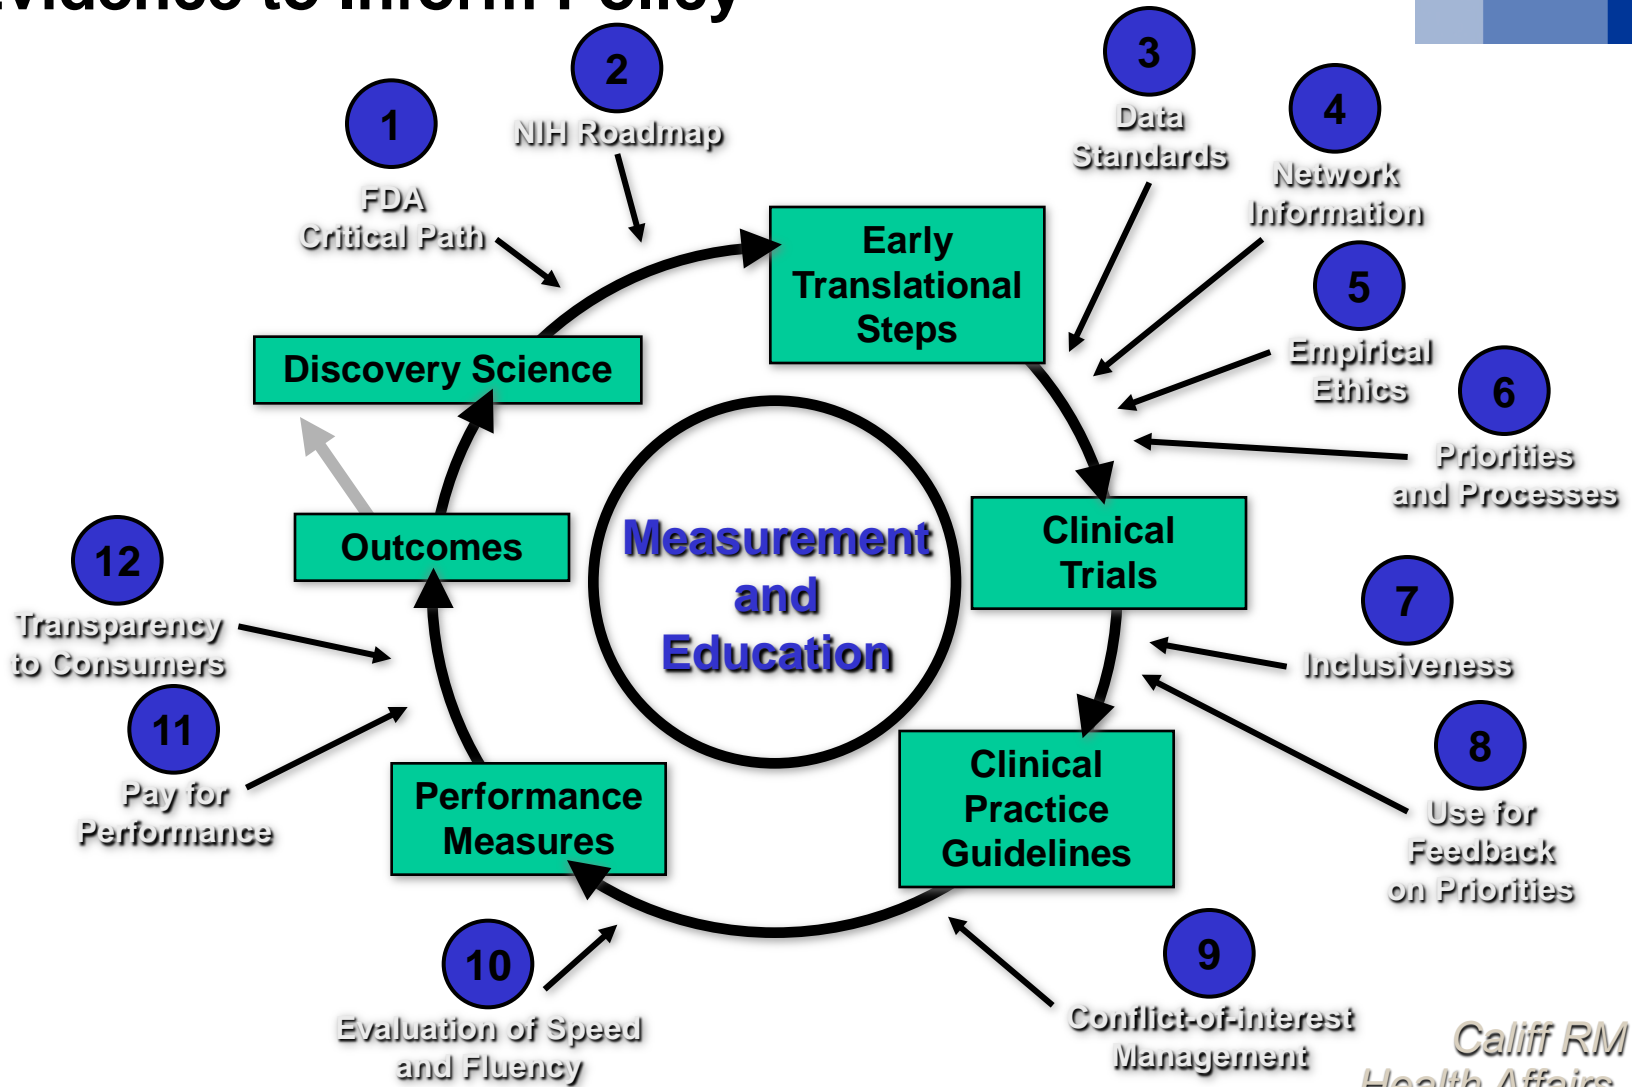 Evidence to Inform Policy
1
FDA
Critical Path
2
NIH Roadmap
3
Data
Standards
4
Network
Information
5
Empirical
Ethics
6
Priorities
and Processes
7
Inclusiveness
8
Use for
Feedback
on Priorities
9
Conflict-of-interest
Management
10
Evaluation of Speed
and Fluency
11
Pay for
Performance
12
Transparency
to Consumers
Early
Translational
Steps
Clinical
Trials
Clinical
Practice
Guidelines
Performance
Measures
Outcomes
Discovery Science
Measurement
and
Education
Califf RM
Health Affairs